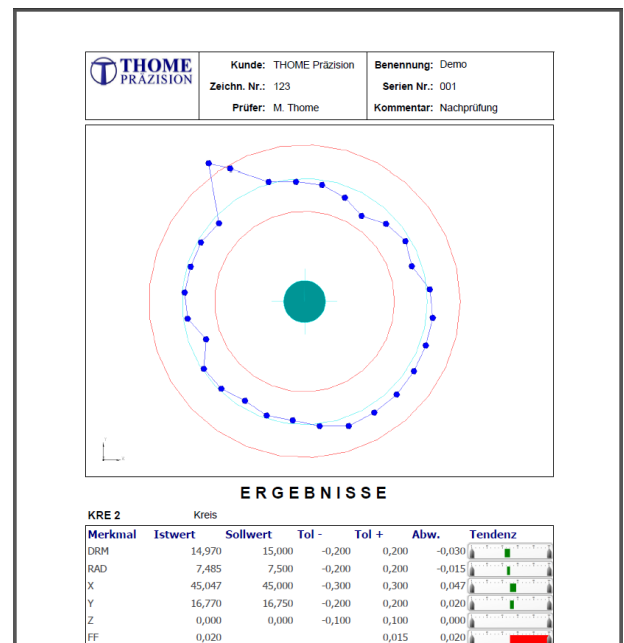 THOME
PRÄZISION
Kunde: THOME Präzision
Benennung: Demo
Zeichn. Nr.: 123
Serien Nr.: 001
Prüfer: M. Thome
Kommentar: Nachprüfung
ERGEBNISSE
KRE 2 Kreis
Merkmal Istwert Sollwert Tol - Tol + Abw. Tendenz
DRM 14,970 15,000 -0,200 0,200 -0,030
RAD 7,485 7,500 -0,200 0,200 -0,015
X 45,047 45,000 -0,300 0,300 0,047
Y 16,770 16,750 -0,200 0,200 0,020
Z 0,000 0,000 -0,100 0,100 0,000
FF 0,020 0,015 0,020